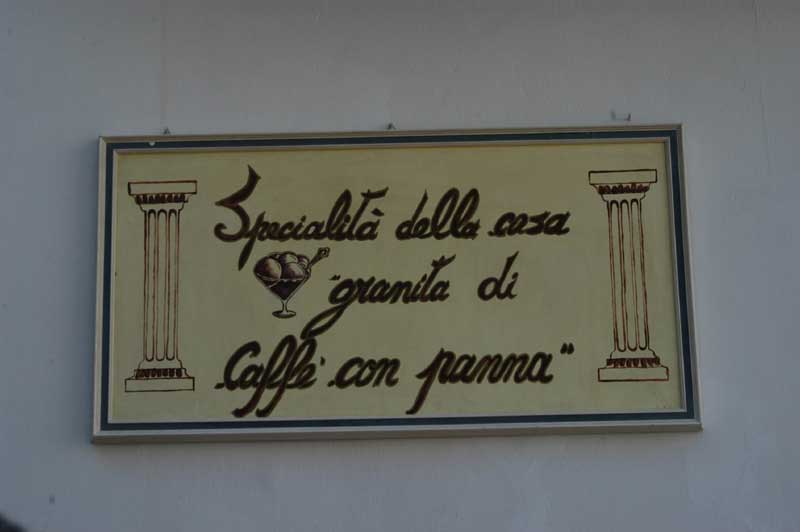 Specialità della casa
"granita di
Caffè con panna"